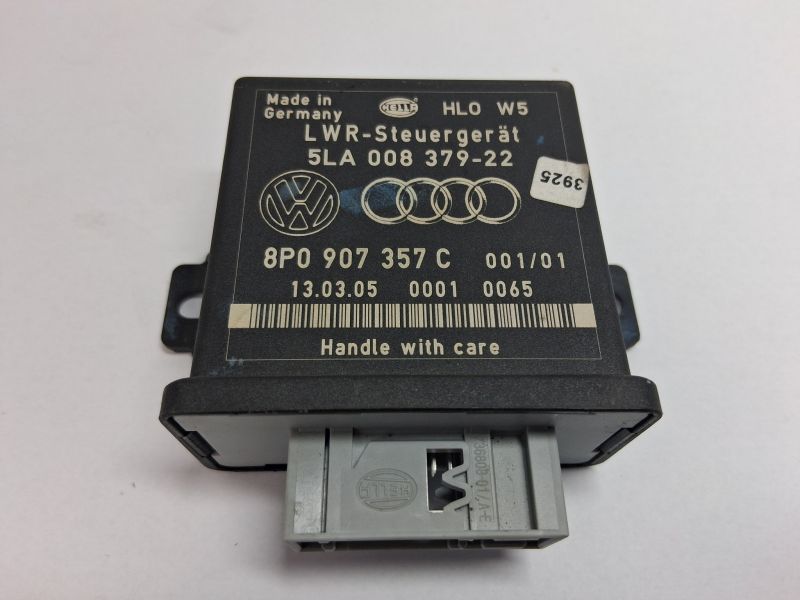 Made in
Germany
HELLA
HLO W5
LWR-Steuergerät
5LA 008 379-22
3925
8P0 907 357 C 001/01
13.03.05 0001 0065
Handle with care
HELLA